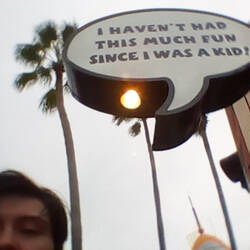 I HAVEN'T HAD
THIS MUCH FUN
SINCE I WAS A KID!